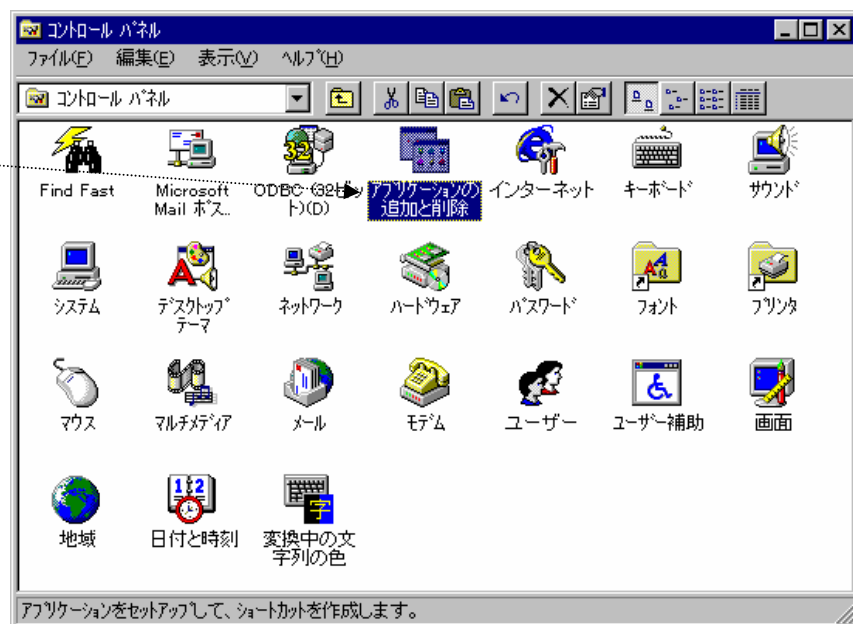 コントロール パネル
ファイル(F) 編集(E) 表示(V) ヘルプ(H)
コントロール パネル
Find Fast
Microsoft
Mail ポス..
ODBC (32ビッ
ト)(D)
アプリケーションの
追加と削除
インターネット
キーボード
サウンド
システム
デスクトップ
テーマ
ネットワーク
ハードウェア
パスワード
フォント
プリンタ
マウス
マルチメディア
メール
モデム
ユーザー
ユーザー補助
画面
地域
日付と時刻
変換中の文
字列の色
アプリケーションをセットアップして、ショートカットを作成します。